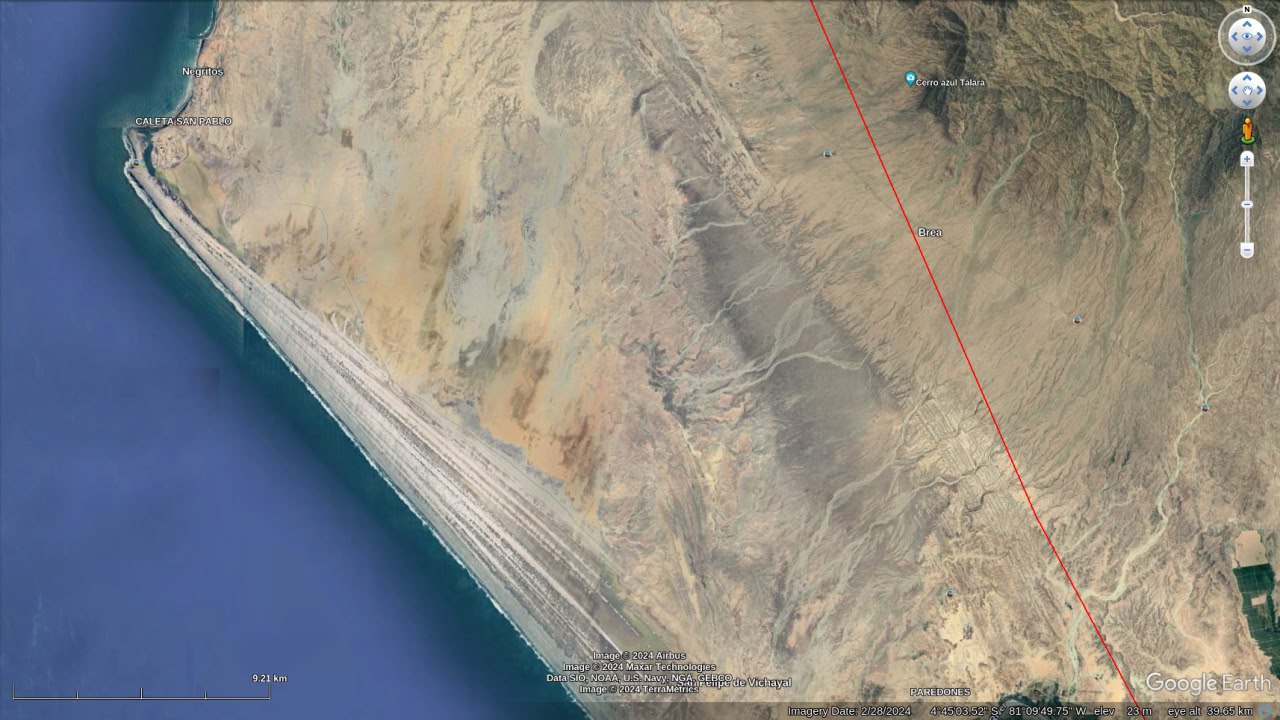 N
Negritos
Cerro azul Talara
CALETA SAN PABLO
Brea
Image © 2024 Airbus
Image © 2024 Maxar Technologies
Data SIO, NOAA, U.S. Navy, NGA, GEBCO
9.21 km
San Felipe de Vichayal
Image © 2024 TerraMetrics
PAREDONES
Google Earth
Imagery Date: 2/28/2024 4°45'03.52" S 81°09'49.75" W elev 23 m eye alt 39.65 km